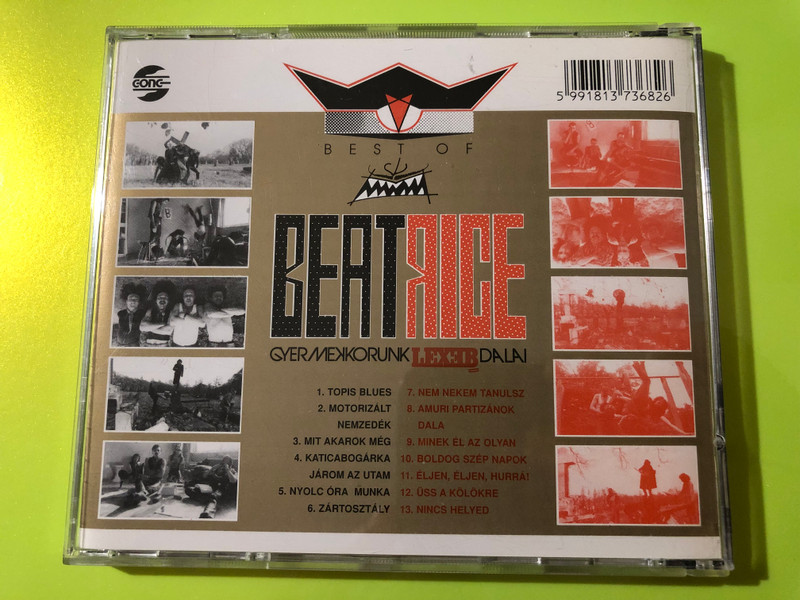 GONG
5 991813 736826
BEST OF
BEATRICE
GYERMEKKORUNK LEXEB DALAI
1. TOPIS BLUES
2. MOTORIZÁLT
NEMZEDÉK
3. MIT AKAROK MÉG
4. KATICABOGÁRKA
JÁROM AZ UTAM
5. NYOLC ÓRA MUNKA
6. ZÁRTOSZTÁLY
7. NEM NEKEM TANULSZ
8. AMURI PARTIZÁNOK
DALA
9. MINEK ÉL AZ OLYAN
10. BOLDOG SZÉP NAPOK
11. ÉLJEN, ÉLJEN, HURRÁ!
12. ÜSS A KÖLÖKRE
13. NINCS HELYED